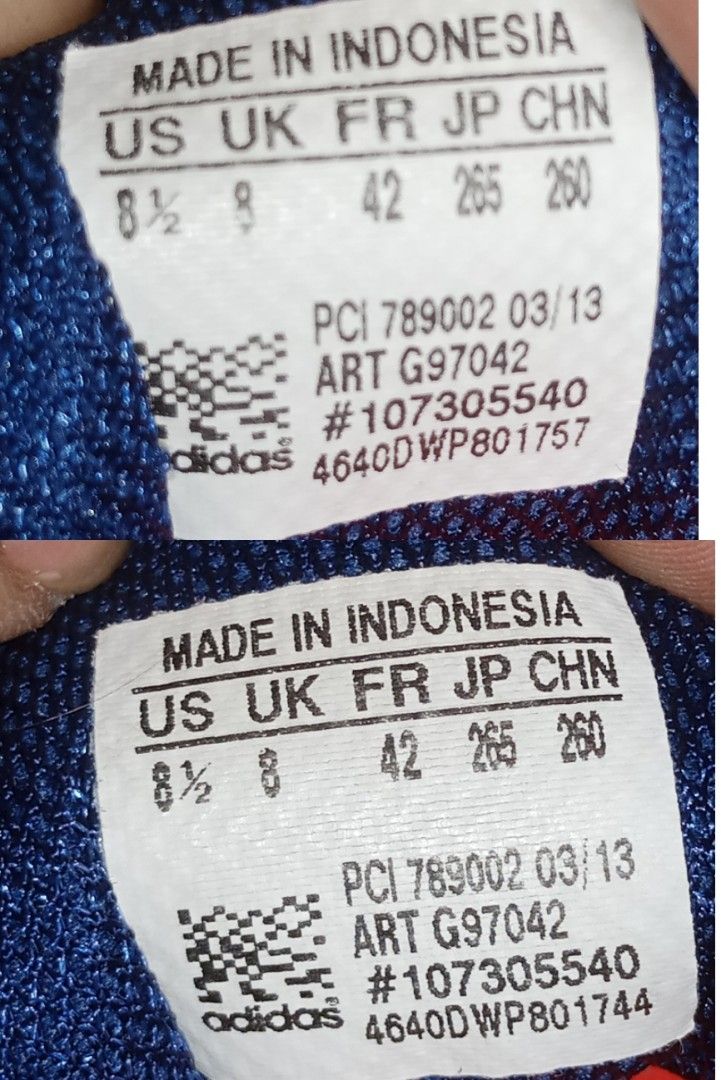 MADE IN INDONESIA
US UK FR JP CHN
8½ 8 42 265 260
PCI 789002 03/13
ART G97042
#107305540
adidas 4640DWP801757
MADE IN INDONESIA
US UK FR JP CHN
8½ 8 42 265 260
PCI 789002 03/13
ART G97042
#107305540
adidas 4640DWP801744